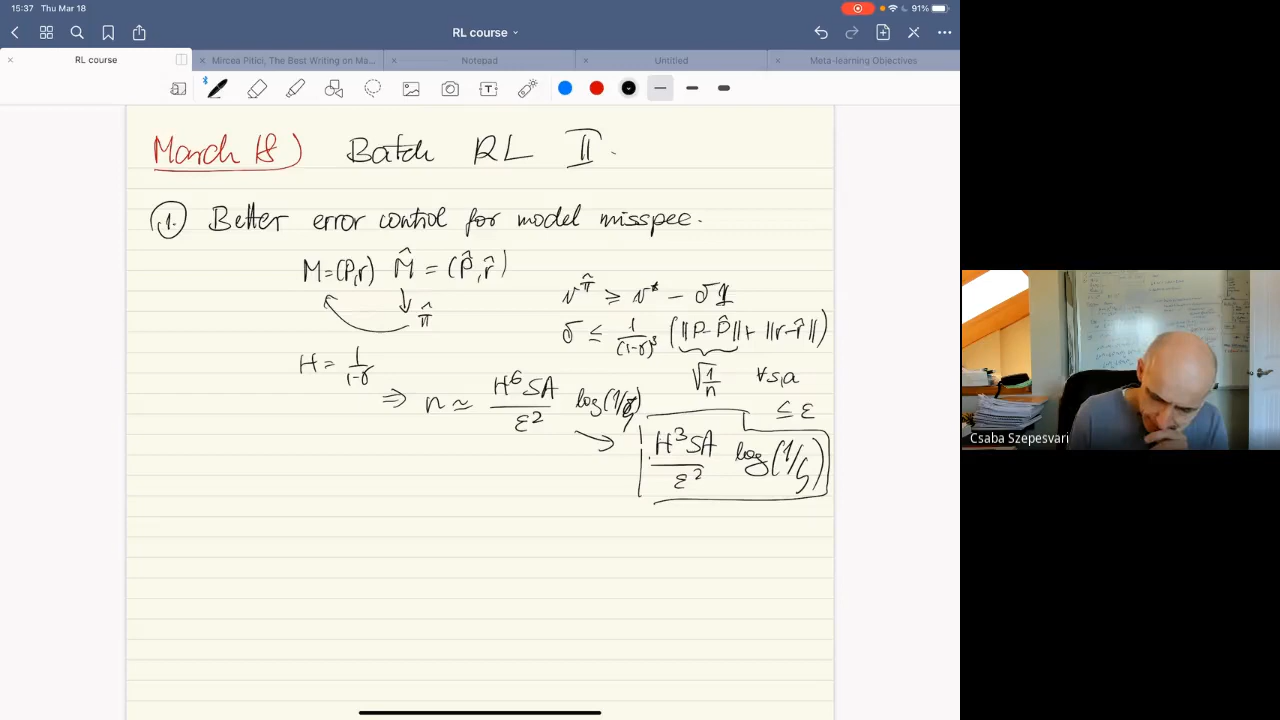 15:37 Thu Mar 18
91%
RL course
RL course
Mircea Pitici, The Best Writing on Ma...
Notepad
Untitled
Meta-learning Objectives
March 18) Batch RL II.
1. Better error control for model misspec.
M=(P,r) M̂ = (P̂,r̂)
π̂
v^π̂ ≥ v* - δ1
δ ≤ 1/(1-γ)³ (||P-P̂|| + ||r-r̂||)
H = 1/(1-γ)
√(1/n) ∀s,a
≤ ε
⇒ n ≈ H⁶SA/ε² log(1/ζ)
→ H³SA/ε² log(1/ζ)
Csaba Szepesvari